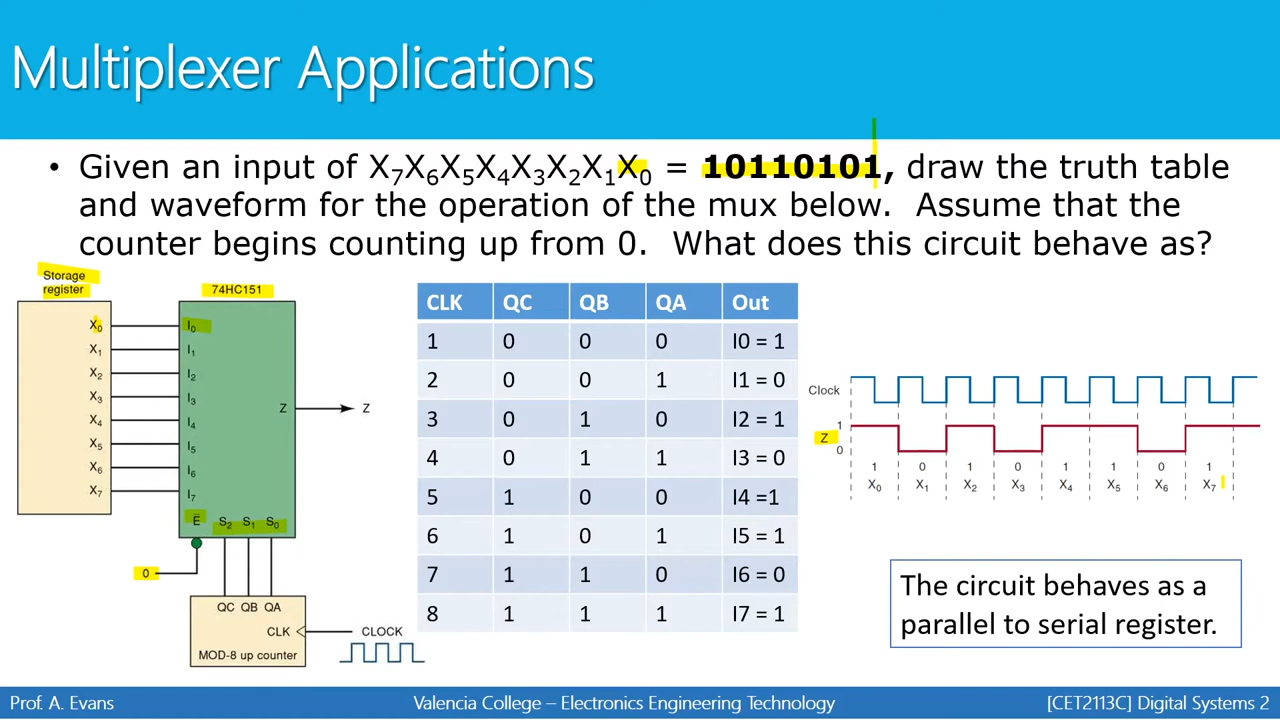 Multiplexer Applications
• Given an input of X₇X₆X₅X₄X₃X₂X₁X₀ = 10110101, draw the truth table
and waveform for the operation of the mux below. Assume that the
counter begins counting up from 0. What does this circuit behave as?
Storage
register
74HC151
X₀ I₀
X₁ I₁
X₂ I₂
X₃ I₃
X₄ I₄
X₅ I₅
X₆ I₆
X₇ I₇
Z Z
E̅ S₂ S₁ S₀
0
QC QB QA
CLK CLOCK
MOD-8 up counter
CLK QC QB QA Out
1 0 0 0 I0 = 1
2 0 0 1 I1 = 0
3 0 1 0 I2 = 1
4 0 1 1 I3 = 0
5 1 0 0 I4 =1
6 1 0 1 I5 = 1
7 1 1 0 I6 = 0
8 1 1 1 I7 = 1
Clock
1
Z
0
1 0 1 0 1 1 0 1
X₀ X₁ X₂ X₃ X₄ X₅ X₆ X₇
The circuit behaves as a
parallel to serial register.
Prof. A. Evans Valencia College – Electronics Engineering Technology [CET2113C] Digital Systems 2